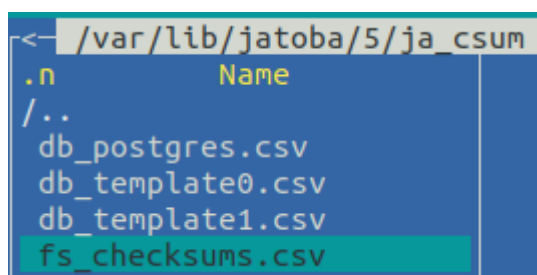 <- /var/lib/jatoba/5/ja_csum
.n Name
/..
db_postgres.csv
db_template0.csv
db_template1.csv
fs_checksums.csv